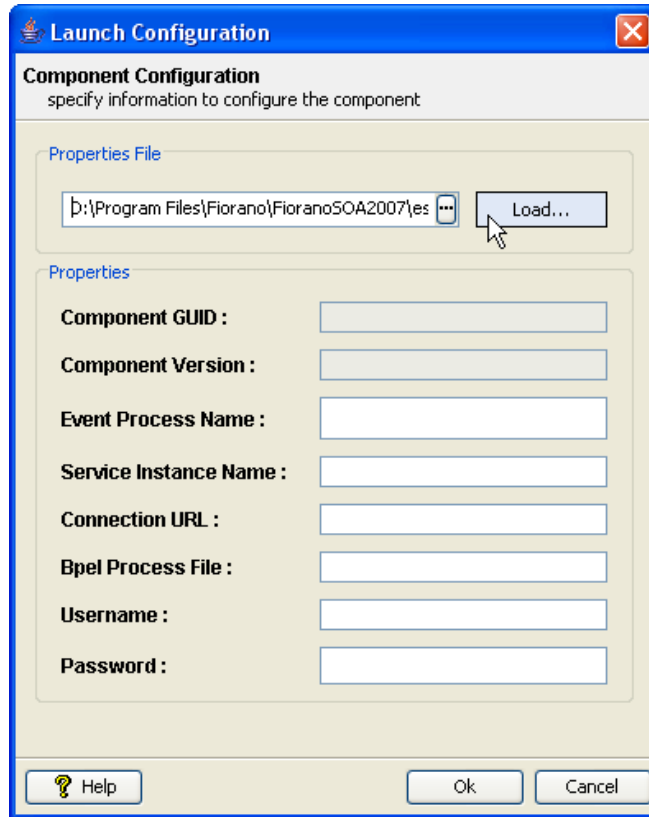 Launch Configuration
Component Configuration
specify information to configure the component
Properties File
D:\Program Files\Fiorano\FioranoSOA2007\es ... Load...
Properties
Component GUID :
Component Version :
Event Process Name :
Service Instance Name :
Connection URL :
Bpel Process File :
Username :
Password :
? Help Ok Cancel